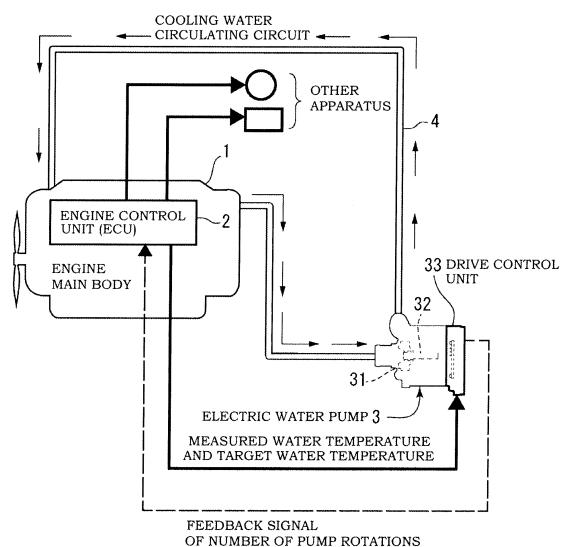 COOLING WATER
CIRCULATING CIRCUIT
OTHER
APPARATUS
4
1
ENGINE CONTROL
UNIT (ECU)
2
ENGINE
MAIN BODY
33 DRIVE CONTROL
UNIT
32
31
ELECTRIC WATER PUMP 3
MEASURED WATER TEMPERATURE
AND TARGET WATER TEMPERATURE
FEEDBACK SIGNAL
OF NUMBER OF PUMP ROTATIONS